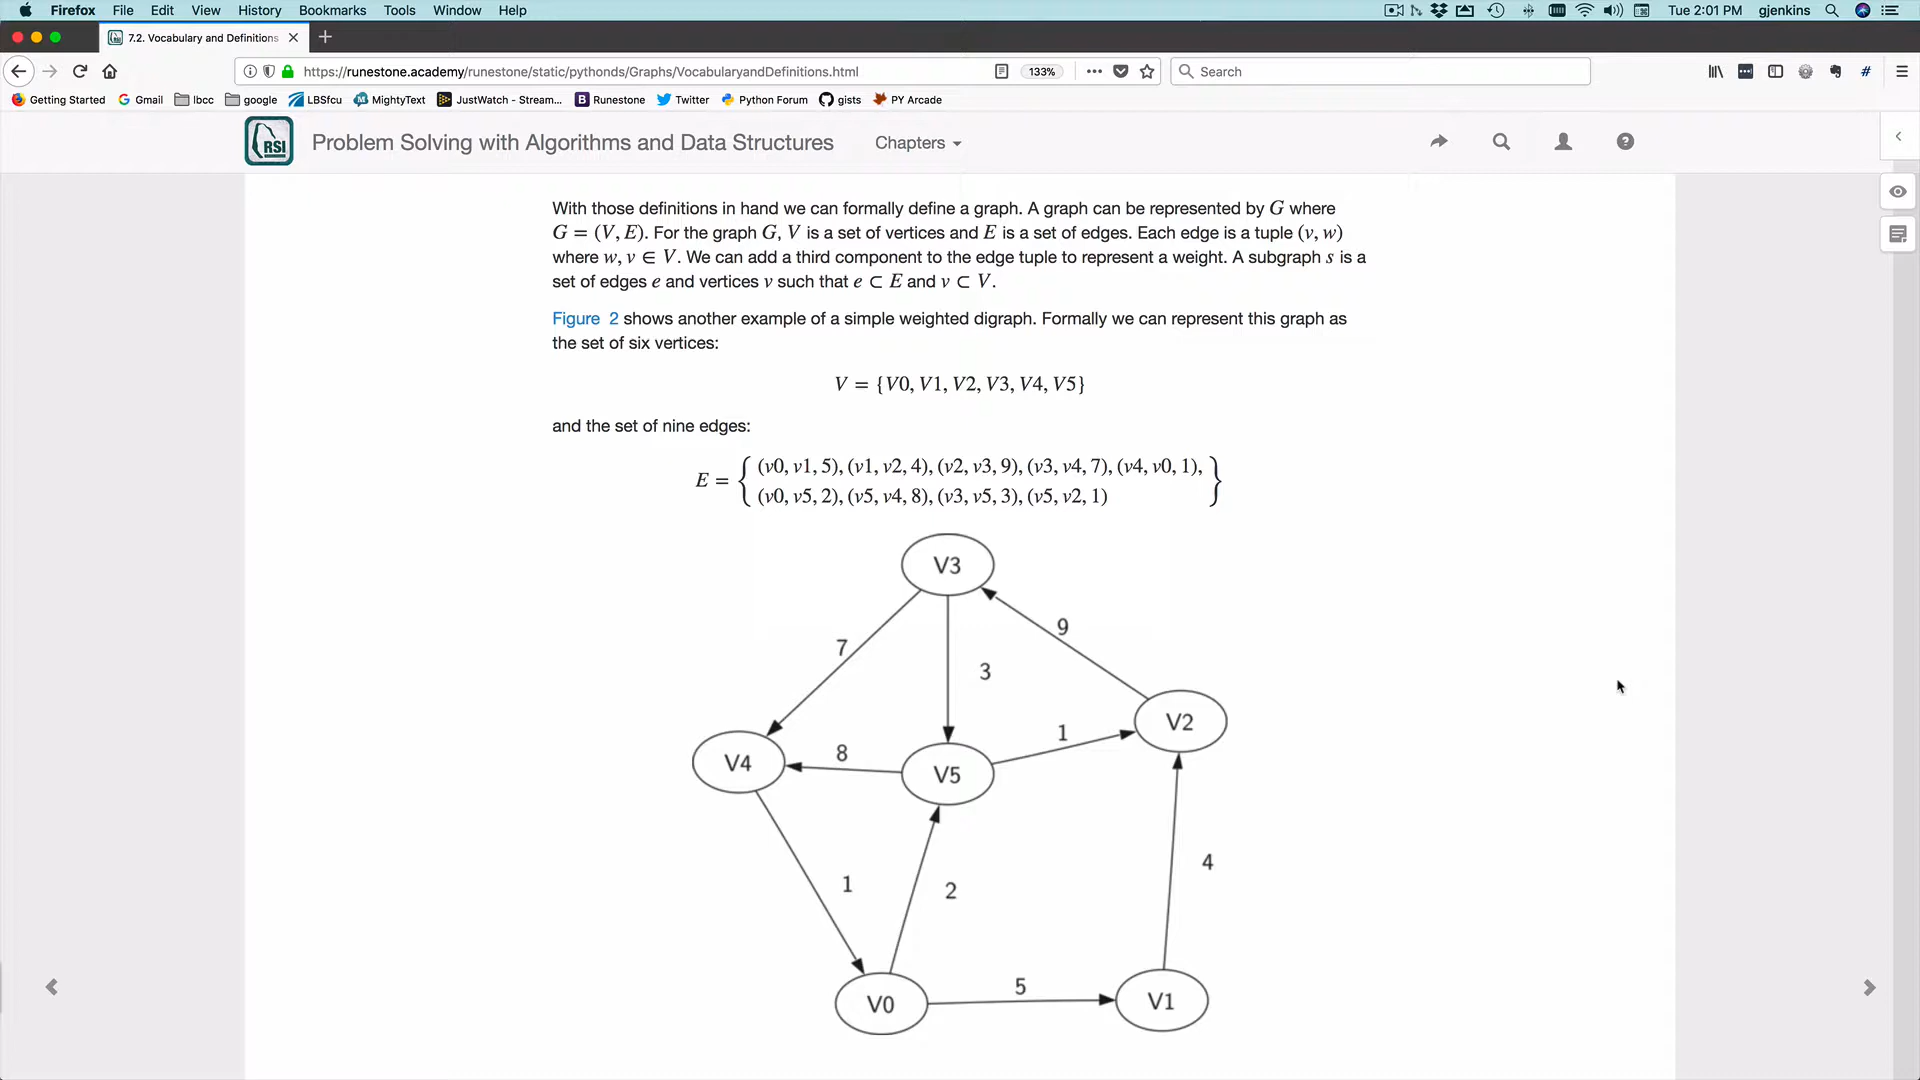 Firefox File Edit View History Bookmarks Tools Window Help Tue 2:01 PM gjenkins
7.2. Vocabulary and Definitions
https://runestone.academy/runestone/static/pythonds/Graphs/VocabularyandDefinitions.html 133% Search
Getting Started Gmail lbcc google LBSfcu MightyText JustWatch - Stream... Runestone Twitter Python Forum gists PY Arcade
RSI Problem Solving with Algorithms and Data Structures Chapters
With those definitions in hand we can formally define a graph. A graph can be represented by G where
G = (V, E). For the graph G, V is a set of vertices and E is a set of edges. Each edge is a tuple (v, w)
where w, v ∈ V. We can add a third component to the edge tuple to represent a weight. A subgraph s is a
set of edges e and vertices v such that e ⊂ E and v ⊂ V.
Figure 2 shows another example of a simple weighted digraph. Formally we can represent this graph as
the set of six vertices:
V = {V0, V1, V2, V3, V4, V5}
and the set of nine edges:
E = { (v0, v1, 5), (v1, v2, 4), (v2, v3, 9), (v3, v4, 7), (v4, v0, 1),
(v0, v5, 2), (v5, v4, 8), (v3, v5, 3), (v5, v2, 1) }
V3
9
7
3
V2
1
8
V4
V5
4
1
2
5
V0
V1